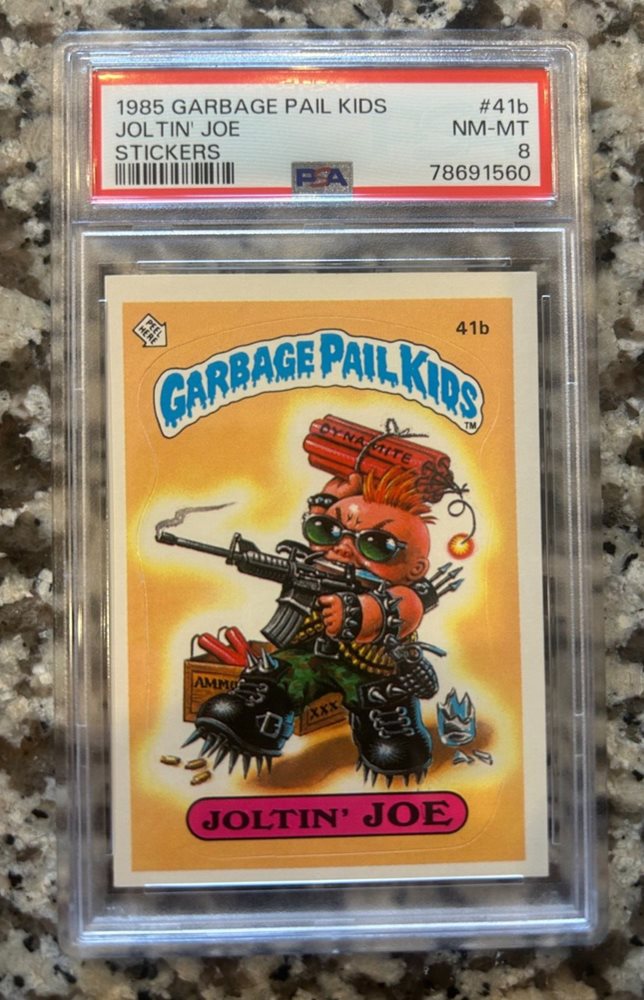 1985 GARBAGE PAIL KIDS #41b
JOLTIN' JOE NM-MT
STICKERS 8
PSA 78691560
PEEL HERE
41b
GARBAGE PAIL KIDS
TM
DYNAMITE
AMMO
XXX
JOLTIN' JOE